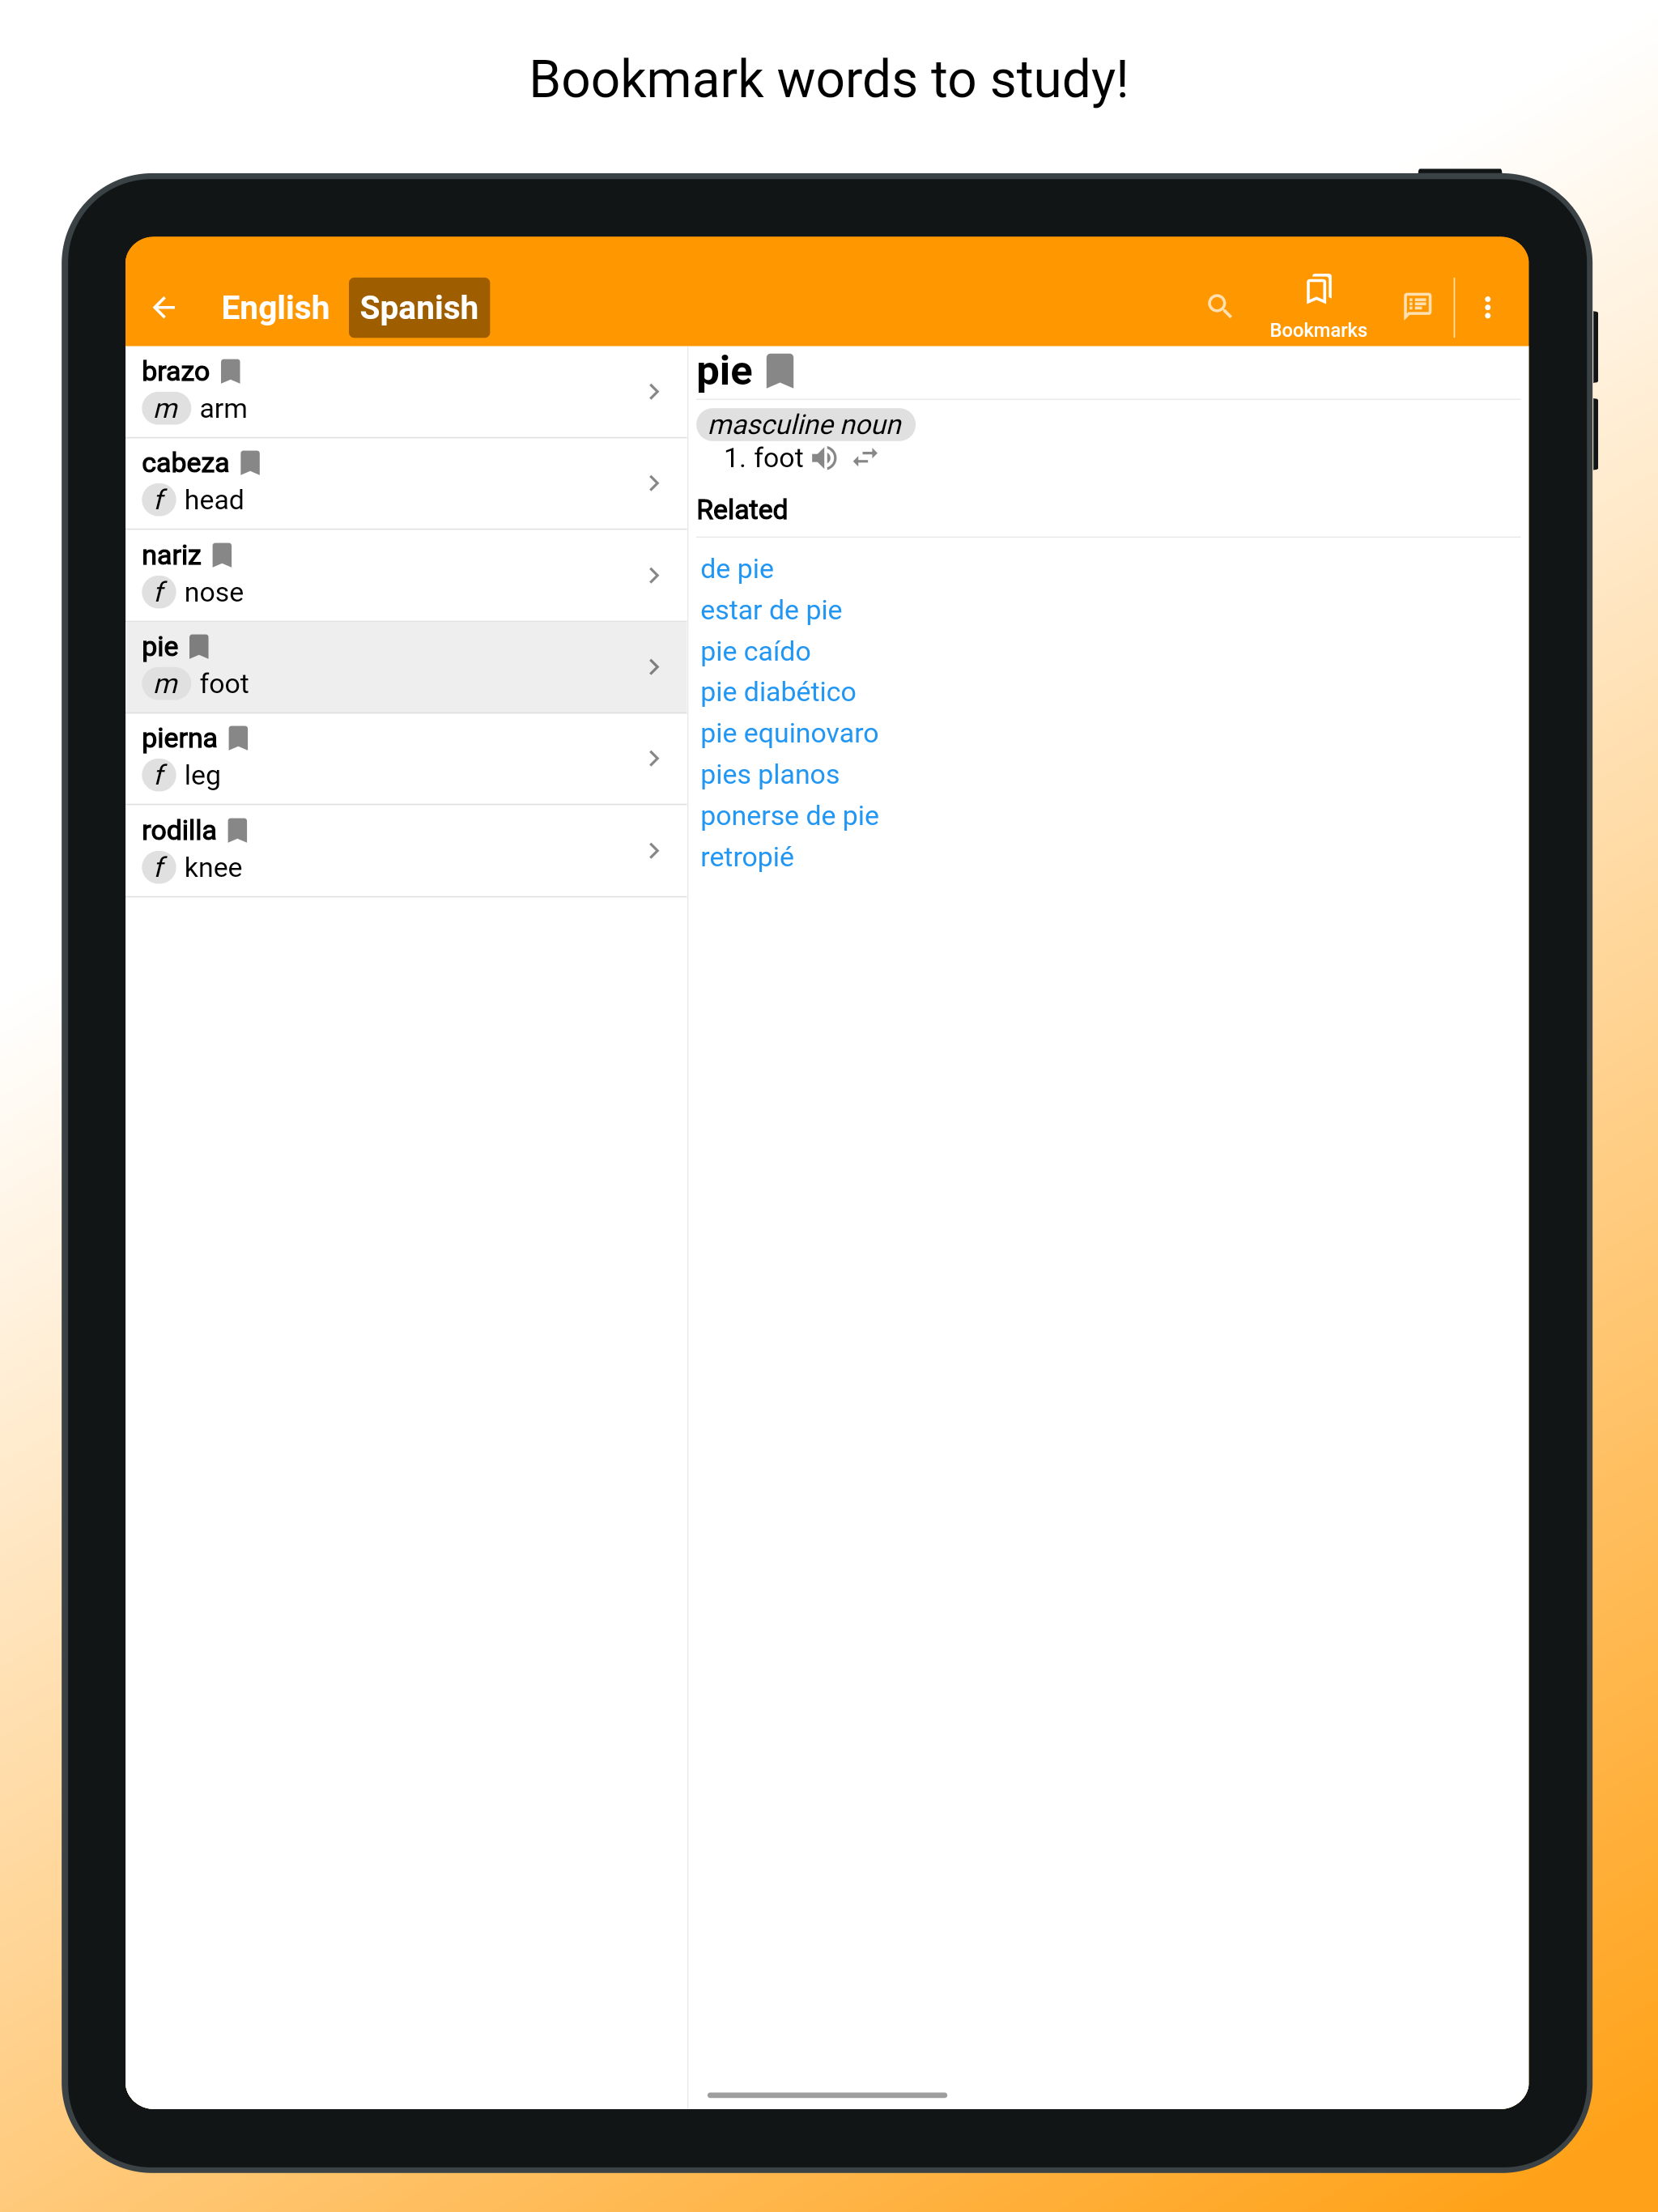 Bookmark words to study!
English Spanish
Bookmarks
brazo
m arm
cabeza
f head
nariz
f nose
pie
m foot
pierna
f leg
rodilla
f knee
pie
masculine noun
1. foot
Related
de pie
estar de pie
pie caído
pie diabético
pie equinovaro
pies planos
ponerse de pie
retropié